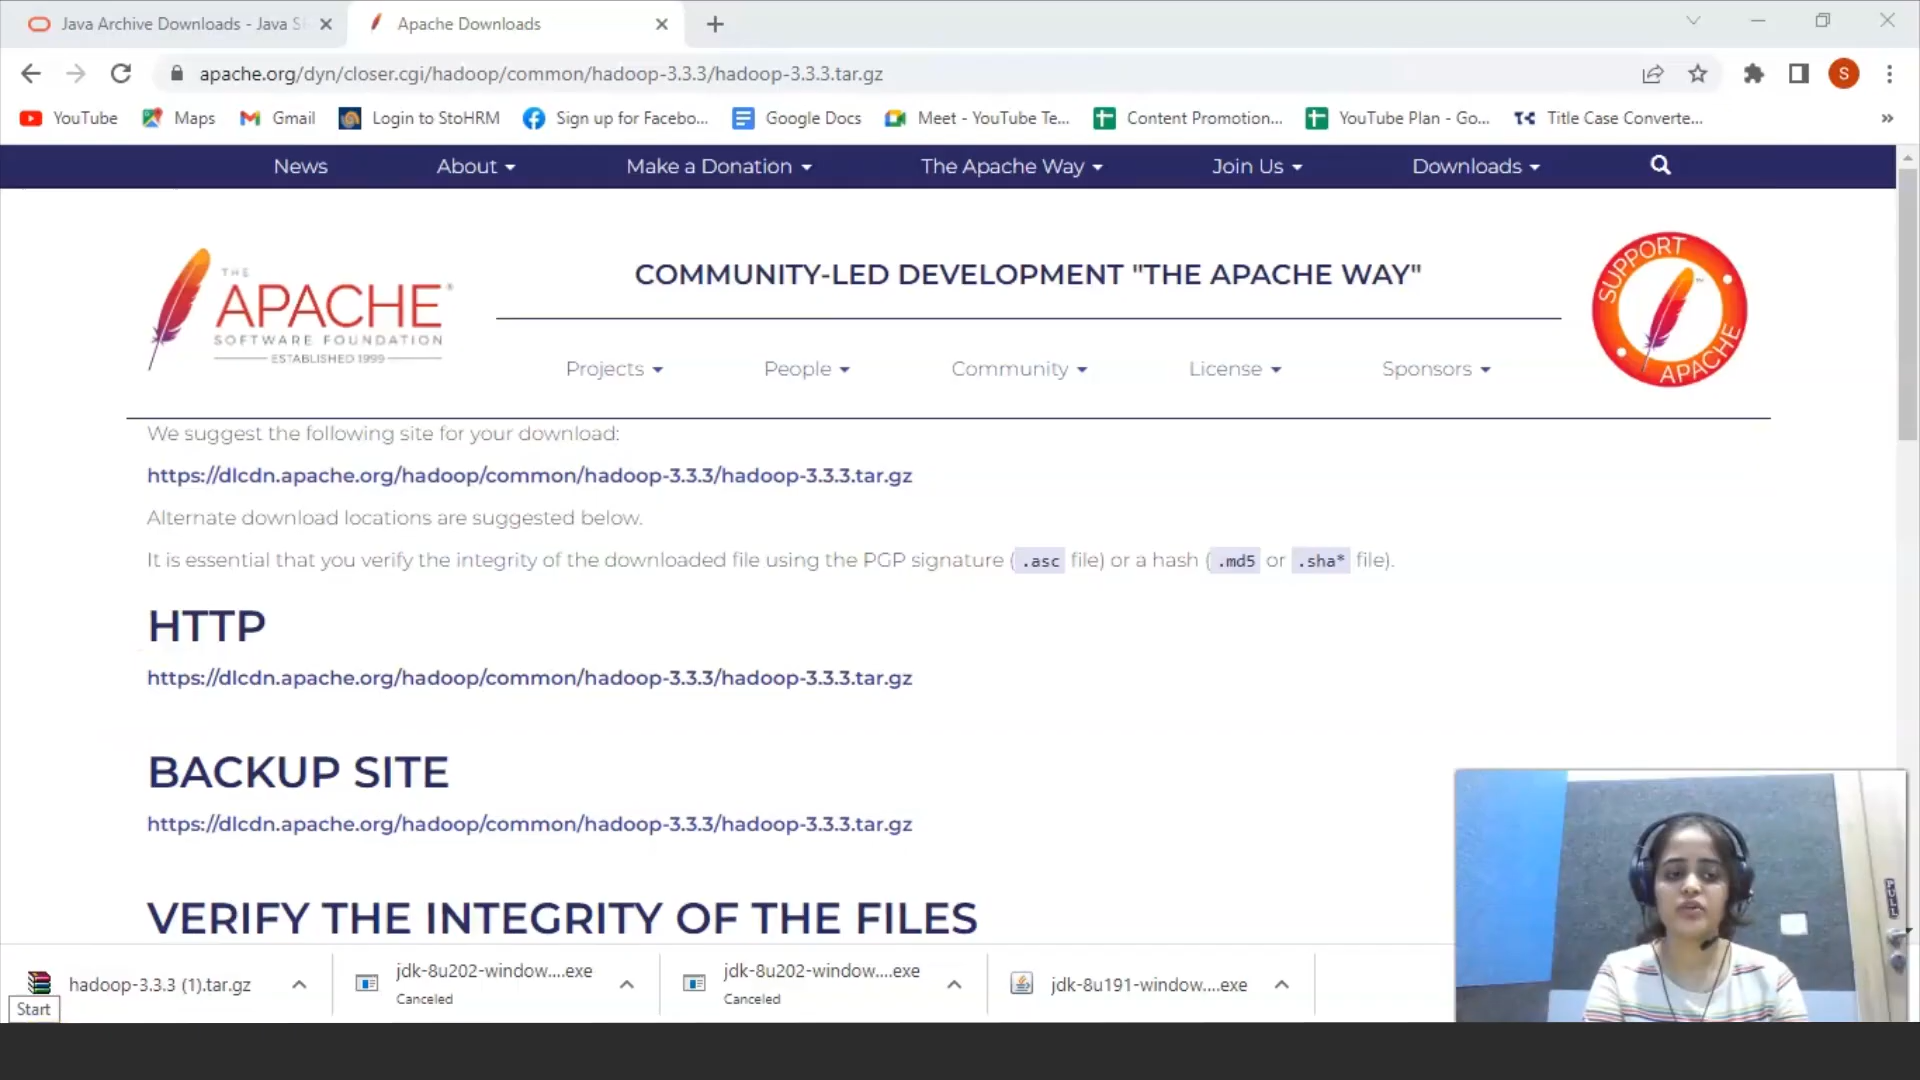 Java Archive Downloads - Java S
Apache Downloads
apache.org/dyn/closer.cgi/hadoop/common/hadoop-3.3.3/hadoop-3.3.3.tar.gz
S
YouTube Maps Gmail Login to StoHRM Sign up for Facebo... Google Docs Meet - YouTube Te... Content Promotion... YouTube Plan - Go... Title Case Converte... »
News About Make a Donation The Apache Way Join Us Downloads
THE
APACHE®
SOFTWARE FOUNDATION
ESTABLISHED 1999
COMMUNITY-LED DEVELOPMENT "THE APACHE WAY"
SUPPORT
APACHE
Projects People Community License Sponsors
We suggest the following site for your download:
https://dlcdn.apache.org/hadoop/common/hadoop-3.3.3/hadoop-3.3.3.tar.gz
Alternate download locations are suggested below.
It is essential that you verify the integrity of the downloaded file using the PGP signature ( .asc file) or a hash ( .md5 or .sha* file).
HTTP
https://dlcdn.apache.org/hadoop/common/hadoop-3.3.3/hadoop-3.3.3.tar.gz
BACKUP SITE
https://dlcdn.apache.org/hadoop/common/hadoop-3.3.3/hadoop-3.3.3.tar.gz
VERIFY THE INTEGRITY OF THE FILES
PULL
hadoop-3.3.3 (1).tar.gz
jdk-8u202-window....exe
Canceled
jdk-8u202-window....exe
Canceled
jdk-8u191-window....exe
Start